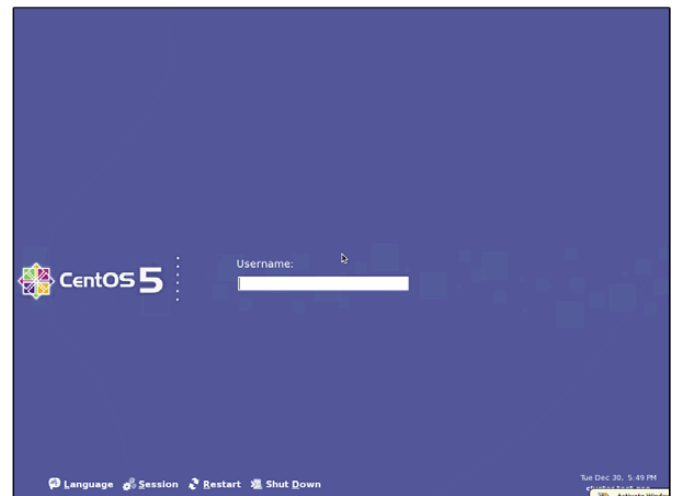 CentOS 5
Username:
Language
Session
Restart
Shut Down
Tue Dec 30, 5:49 PM